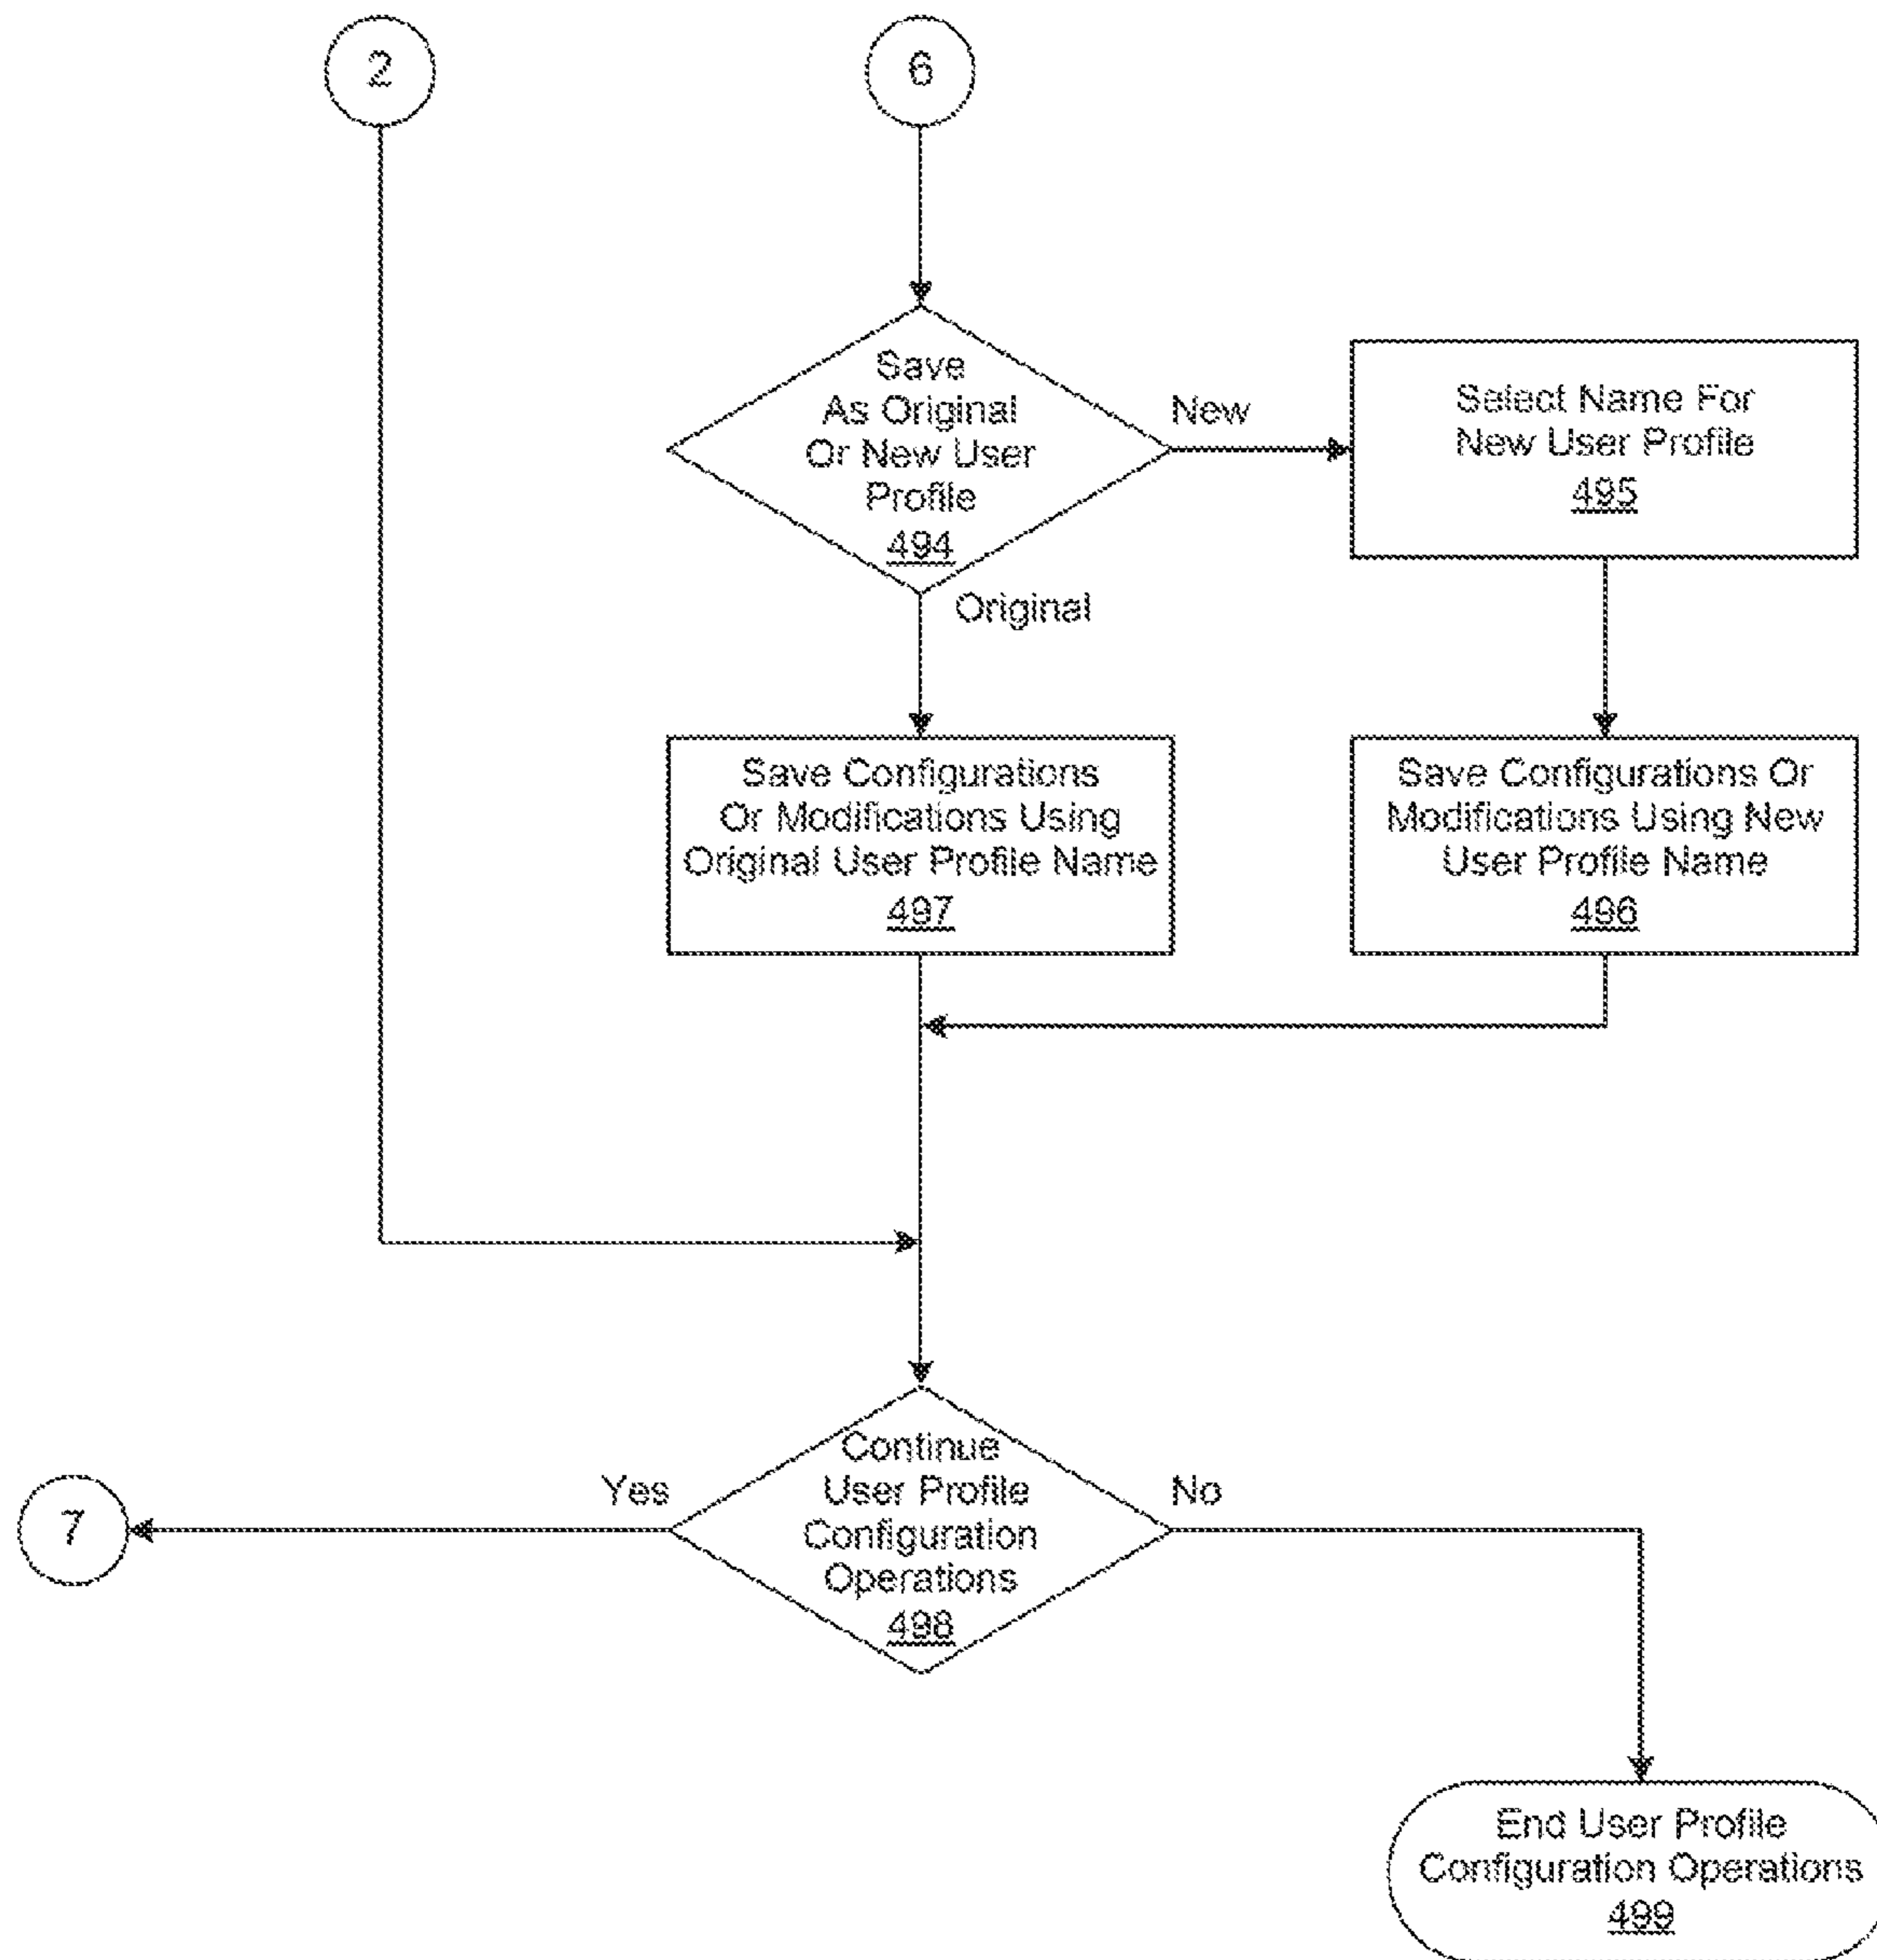 2
6
Save
As Original
Or New User
Profile
494
New
Original
Select Name For
New User Profile
495
Save Configurations
Or Modifications Using
Original User Profile Name
497
Save Configurations Or
Modifications Using New
User Profile Name
496
7
Yes
Continue
User Profile
Configuration
Operations
498
No
End User Profile
Configuration Operations
499